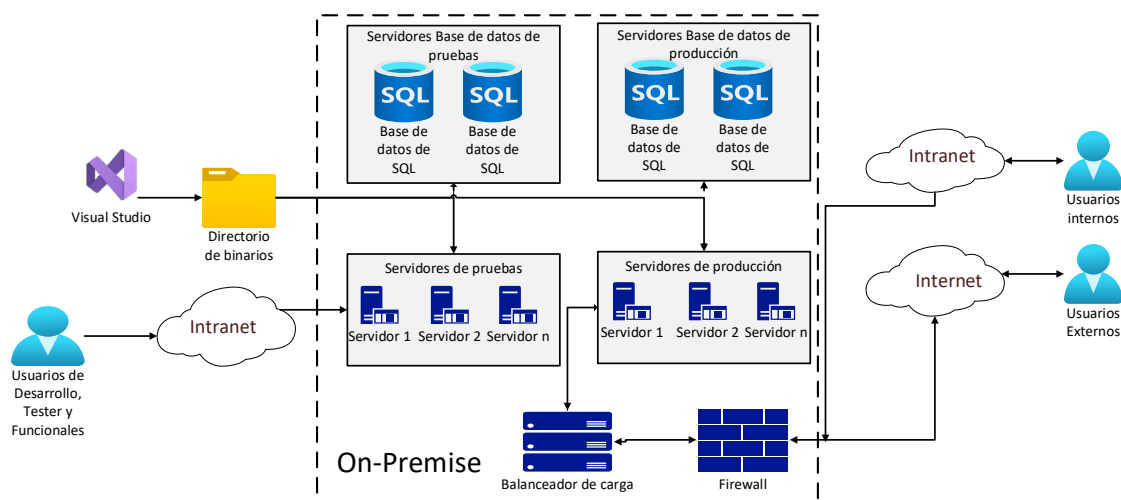 Servidores Base de datos de
pruebas
SQL
SQL
Base de
datos de
SQL
Base de
datos de
SQL
Servidores Base de datos de
producción
SQL
SQL
Base de
datos de
SQL
Base de
datos de
SQL
Visual Studio
Directorio
de binarios
Intranet
Usuarios
internos
Internet
Usuarios
Externos
Servidores de pruebas
Servidor 1
Servidor 2
Servidor n
Servidores de producción
Servidor 1
Servidor 2
Servidor n
Intranet
Usuarios de
Desarrollo,
Tester y
Funcionales
On-Premise
Balanceador de carga
Firewall